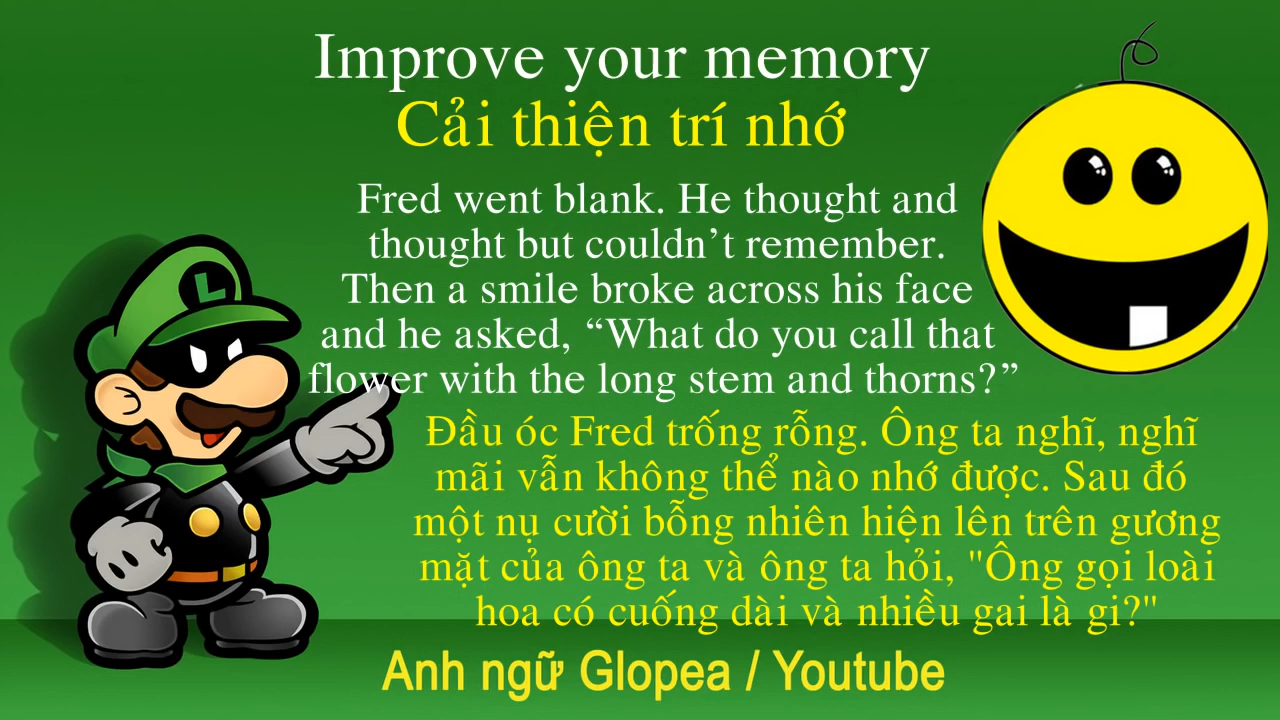 Improve your memory
Cải thiện trí nhớ
Fred went blank. He thought and
thought but couldn’t remember.
Then a smile broke across his face
and he asked, “What do you call that
flower with the long stem and thorns?”
Đầu óc Fred trống rỗng. Ông ta nghĩ, nghĩ
mãi vẫn không thể nào nhớ được. Sau đó
một nụ cười bỗng nhiên hiện lên trên gương
mặt của ông ta và ông ta hỏi, "Ông gọi loài
hoa có cuống dài và nhiều gai là gi?"
Anh ngữ Glopea / Youtube
L